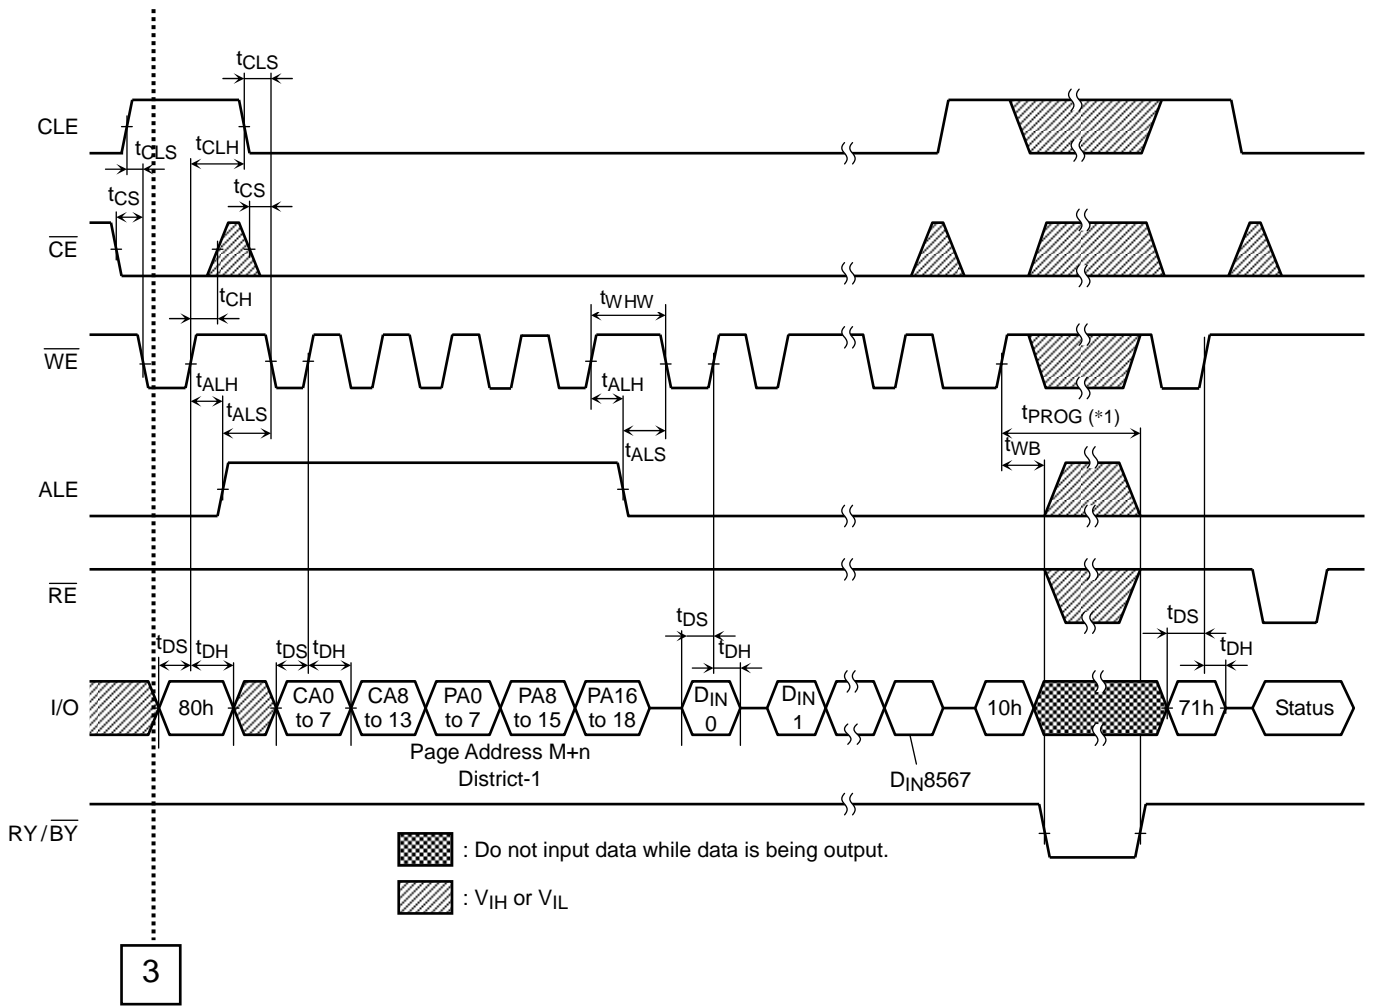 tCLS
CLE
tCLS tCLH
tCS tCS
CE
tCH tWHW
WE
tALH tALH
tALS tPROG (*1)
tALS tWB
ALE
RE
tDS tDS
tDS tDH tDS tDH tDH tDH
I/O 80h CA0 to 7 CA8 to 13 PA0 to 7 PA8 to 15 PA16 to 18 DIN 0 DIN 1 10h 71h Status
Page Address M+n
District-1
DIN8567
RY/BY
: Do not input data while data is being output.
: VIH or VIL
3